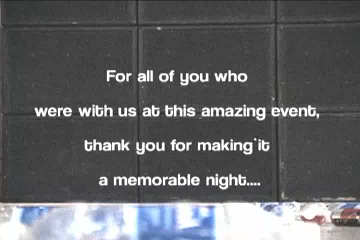 For all of you who
were with us at this amazing event,
thank you for making it
a memorable night....